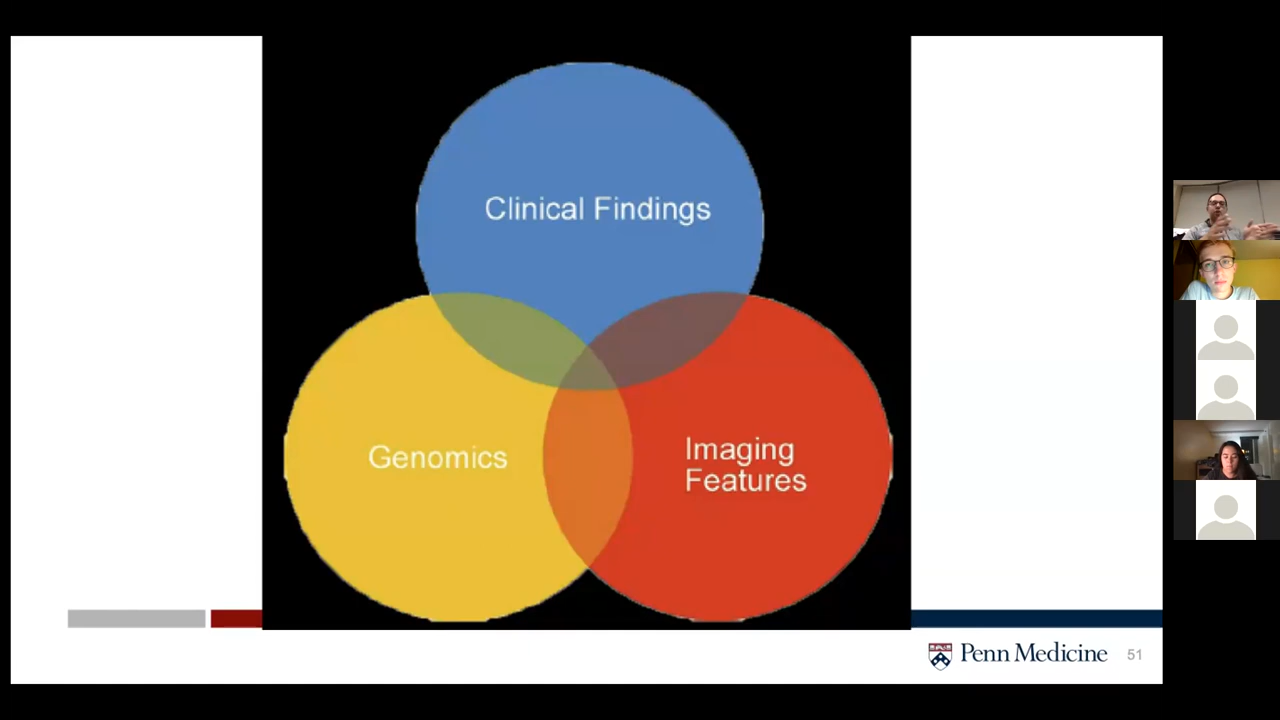 Clinical Findings
Genomics
Imaging
Features
Penn Medicine
51